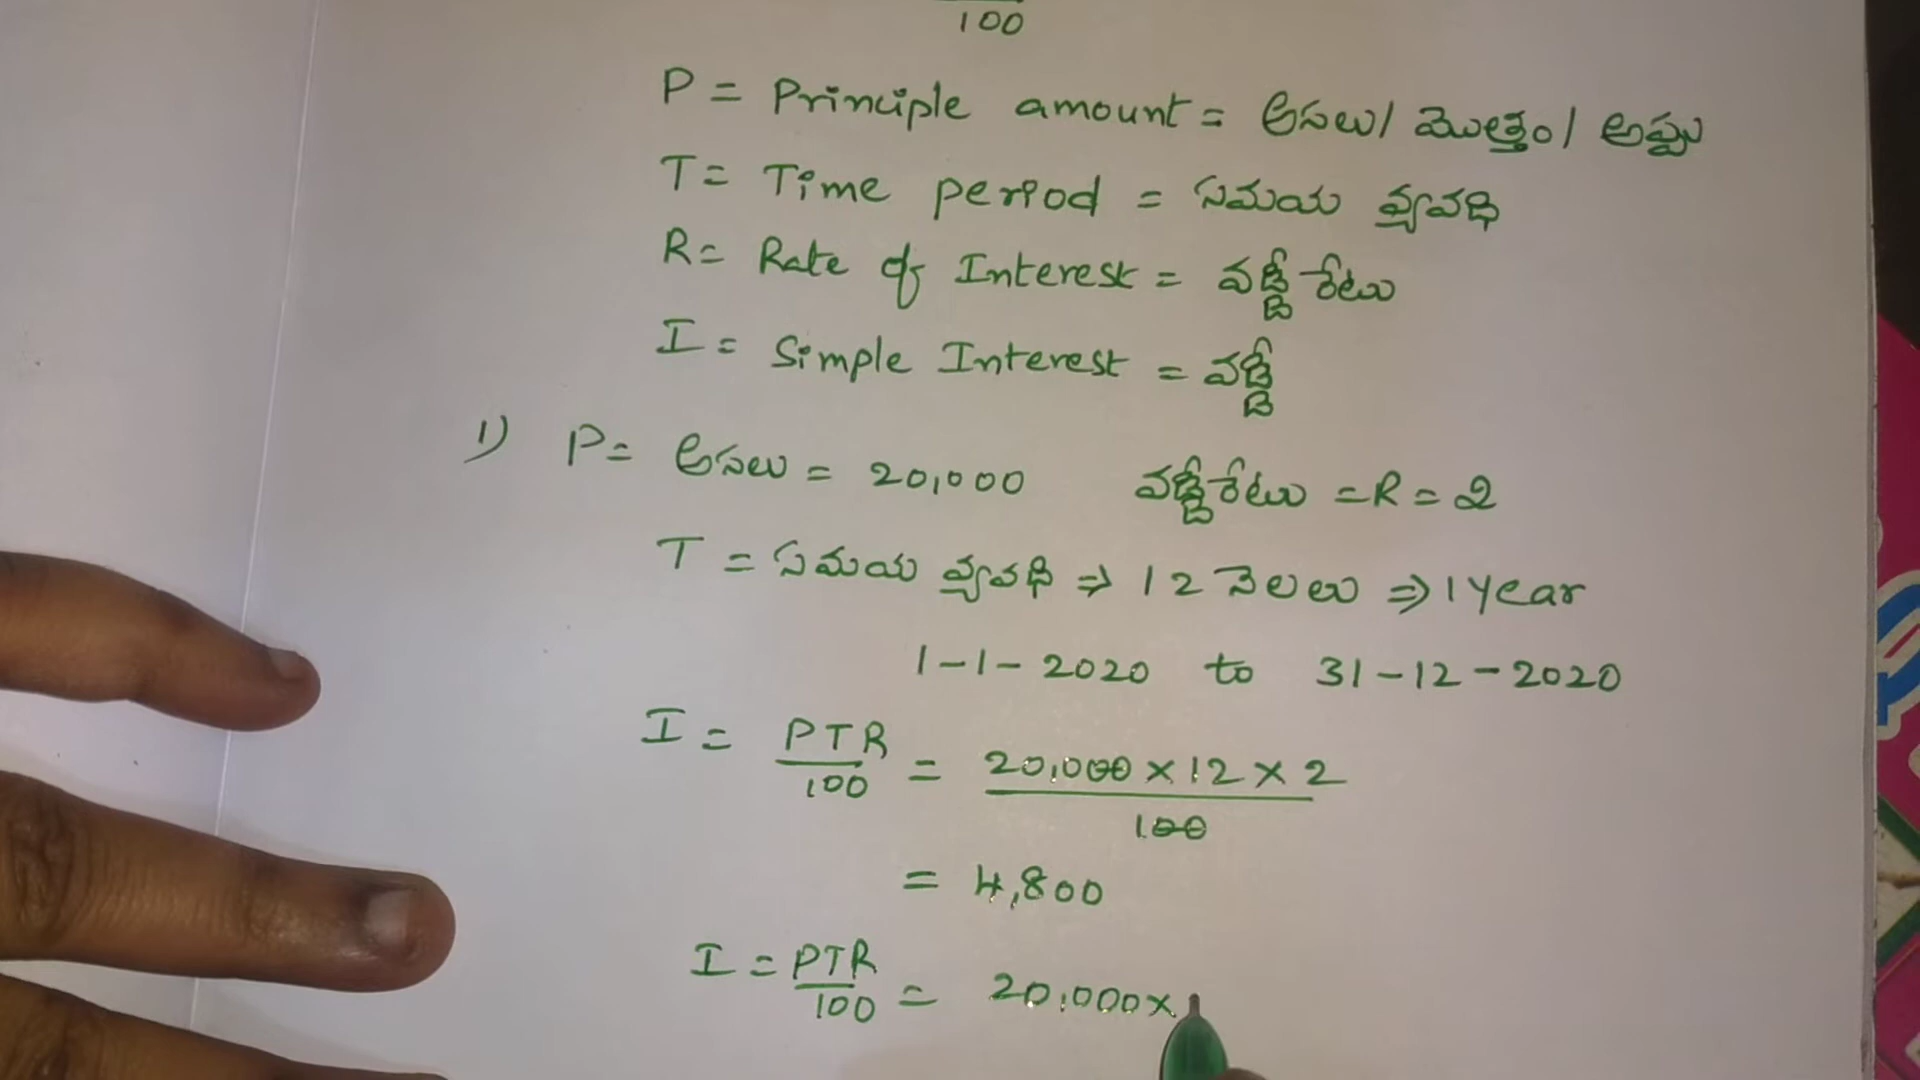 100
P = Principle amount = అసలు / మొత్తం / అప్పు
T = Time period = సమయ వ్యవధి
R = Rate of Interest = వడ్డీ రేటు
I = Simple Interest = వడ్డీ
1) P = అసలు = 20,000 వడ్డీరేటు = R = 2
T = సమయ వ్యవధి ⇒ 12 నెలలు ⇒ 1 year
1-1-2020 to 31-12-2020
I = PTR/100 = 20,000 × 12 × 2/100
= 4,800
I = PTR/100 = 20,000 ×